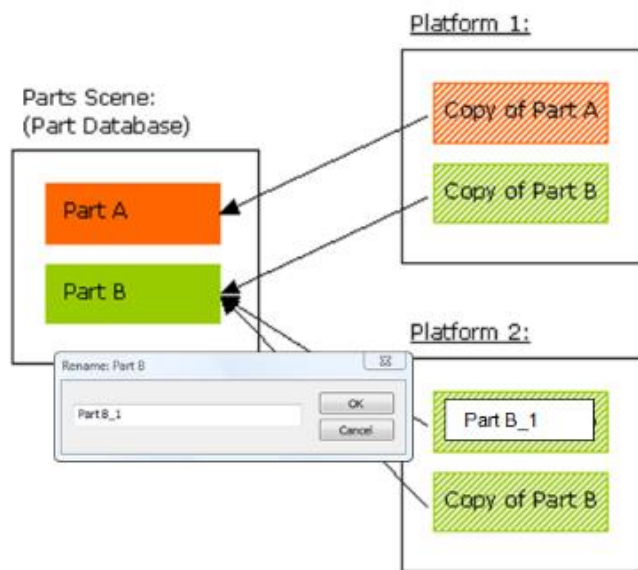 Platform 1:
Copy of Part A
Copy of Part B
Parts Scene:
(Part Database)
Part A
Part B
Platform 2:
Rename: Part B
Part B_1
OK
Cancel
Part B_1
Copy of Part B